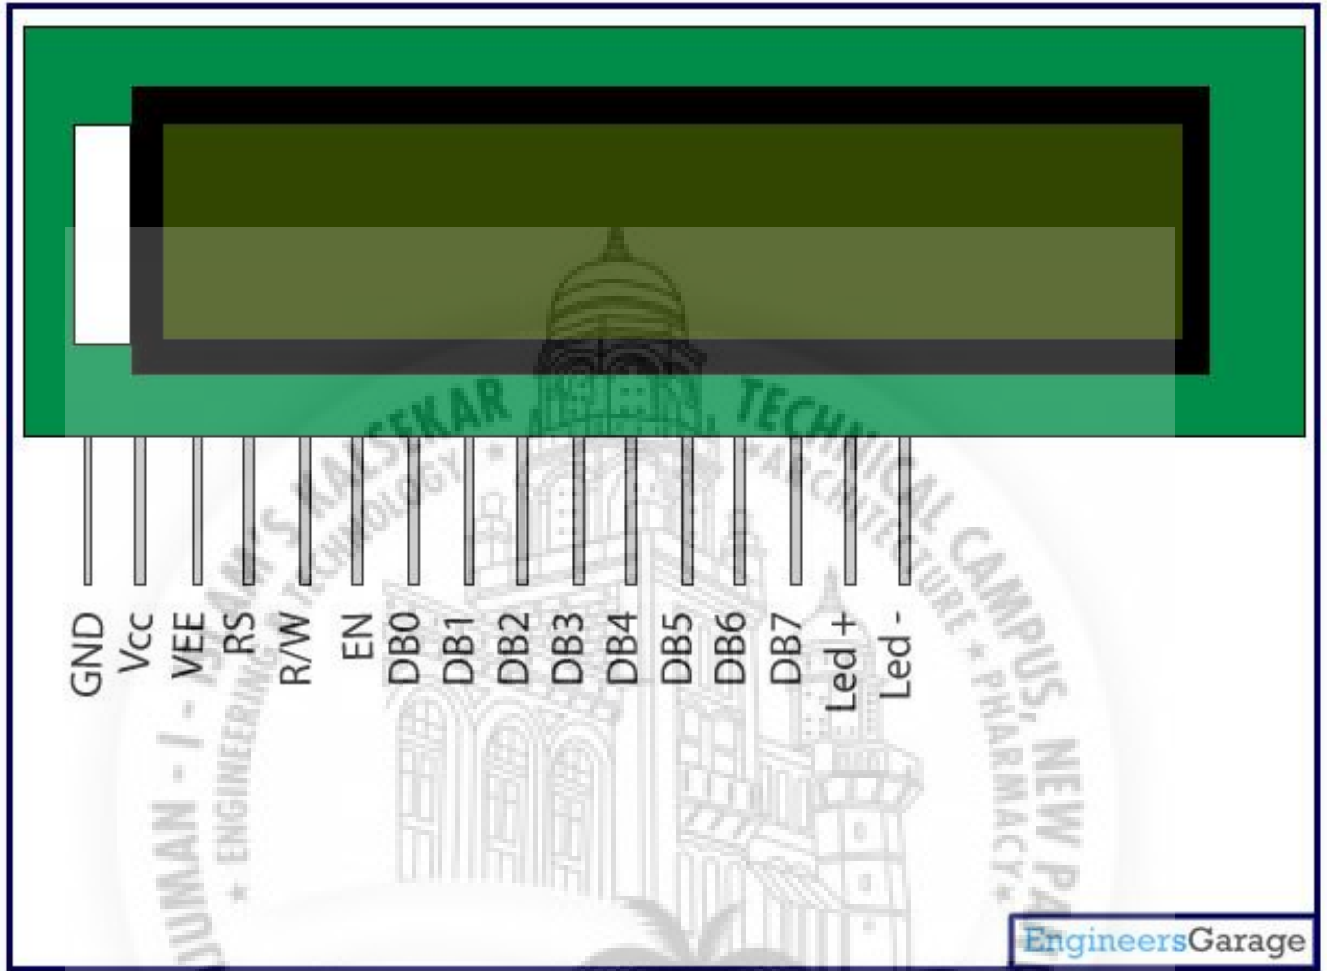 GND
Vcc
VEE
RS
R/W
EN
DB0
DB1
DB2
DB3
DB4
DB5
DB6
DB7
Led +
Led -
KALSEKAR TECHNICAL CAMPUS, NEW
* ENGINEERING * TECHNOLOGY * ARCHITECTURE * PHARMACY *
EngineersGarage